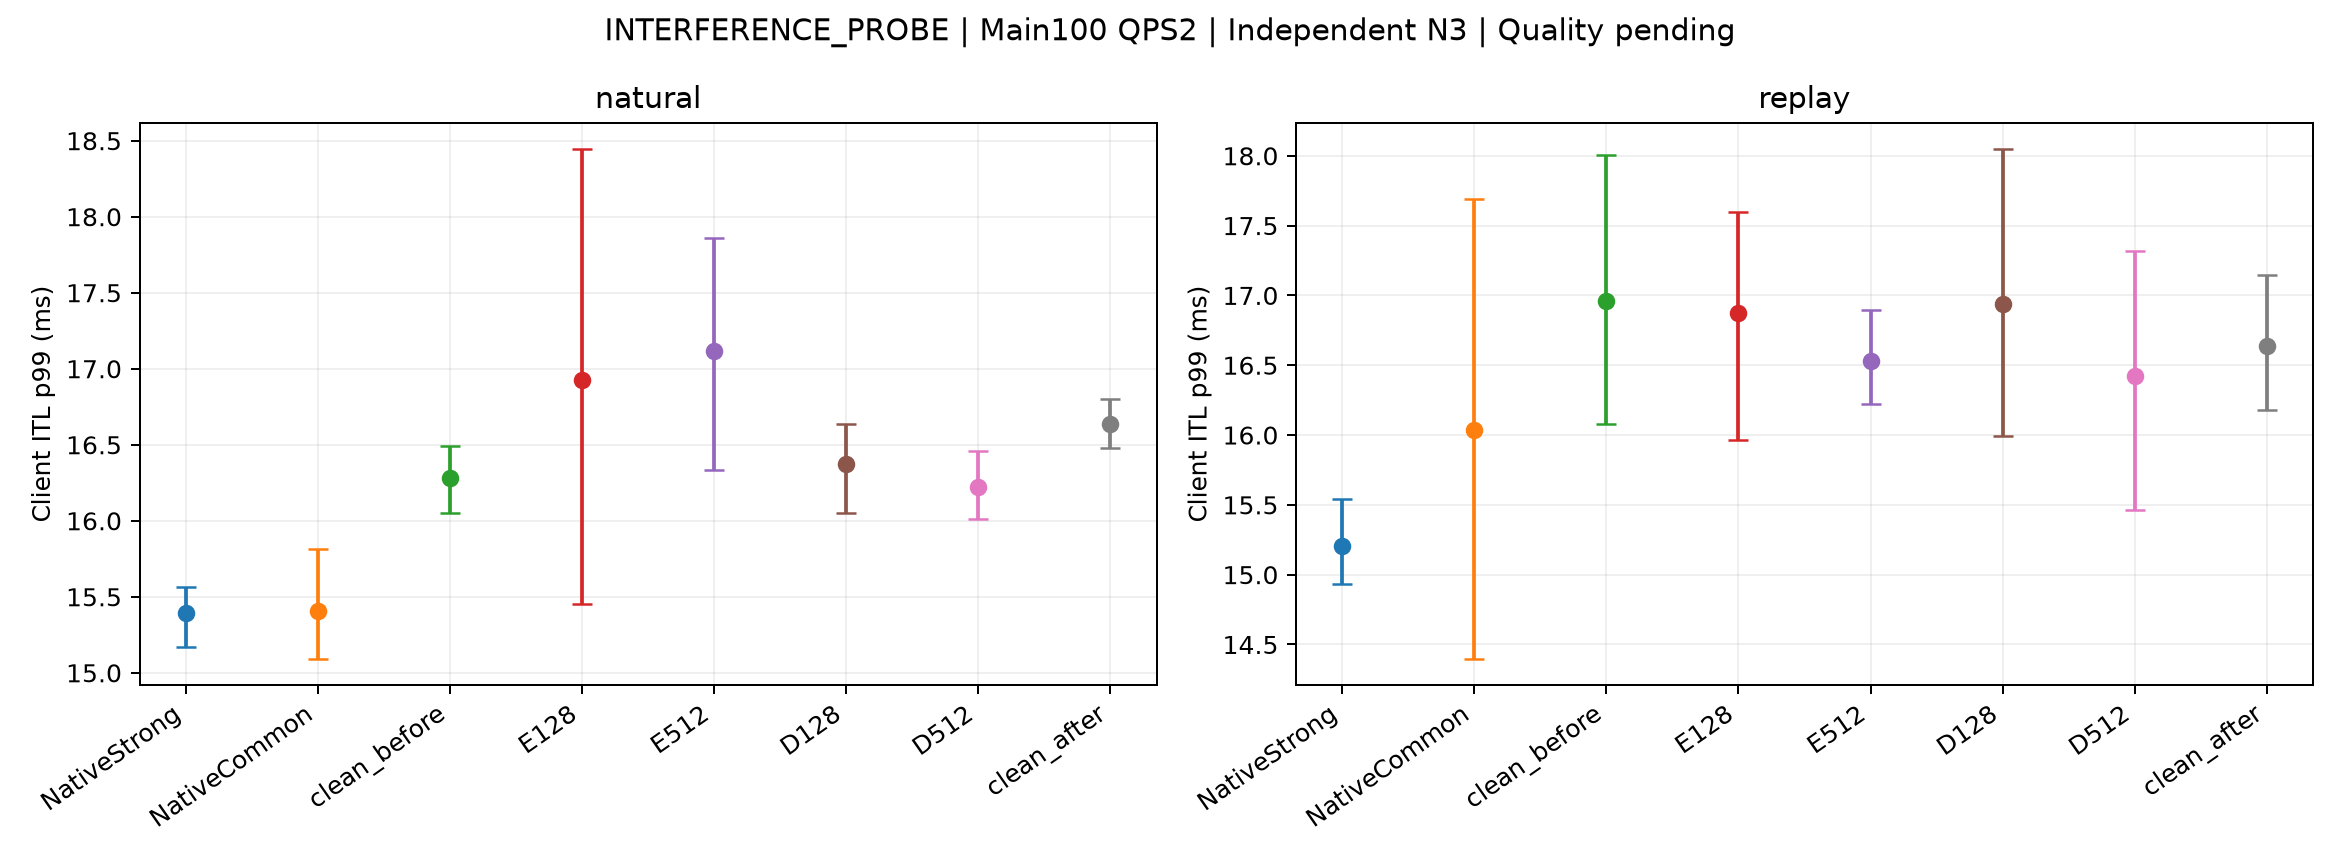 INTERFERENCE_PROBE | Main100 QPS2 | Independent N3 | Quality pending
natural
Client ITL p99 (ms)
18.5
18.0
17.5
17.0
16.5
16.0
15.5
15.0
NativeStrong
NativeCommon
clean_before
E128
E512
D128
D512
clean_after
replay
Client ITL p99 (ms)
18.0
17.5
17.0
16.5
16.0
15.5
15.0
14.5
NativeStrong
NativeCommon
clean_before
E128
E512
D128
D512
clean_after